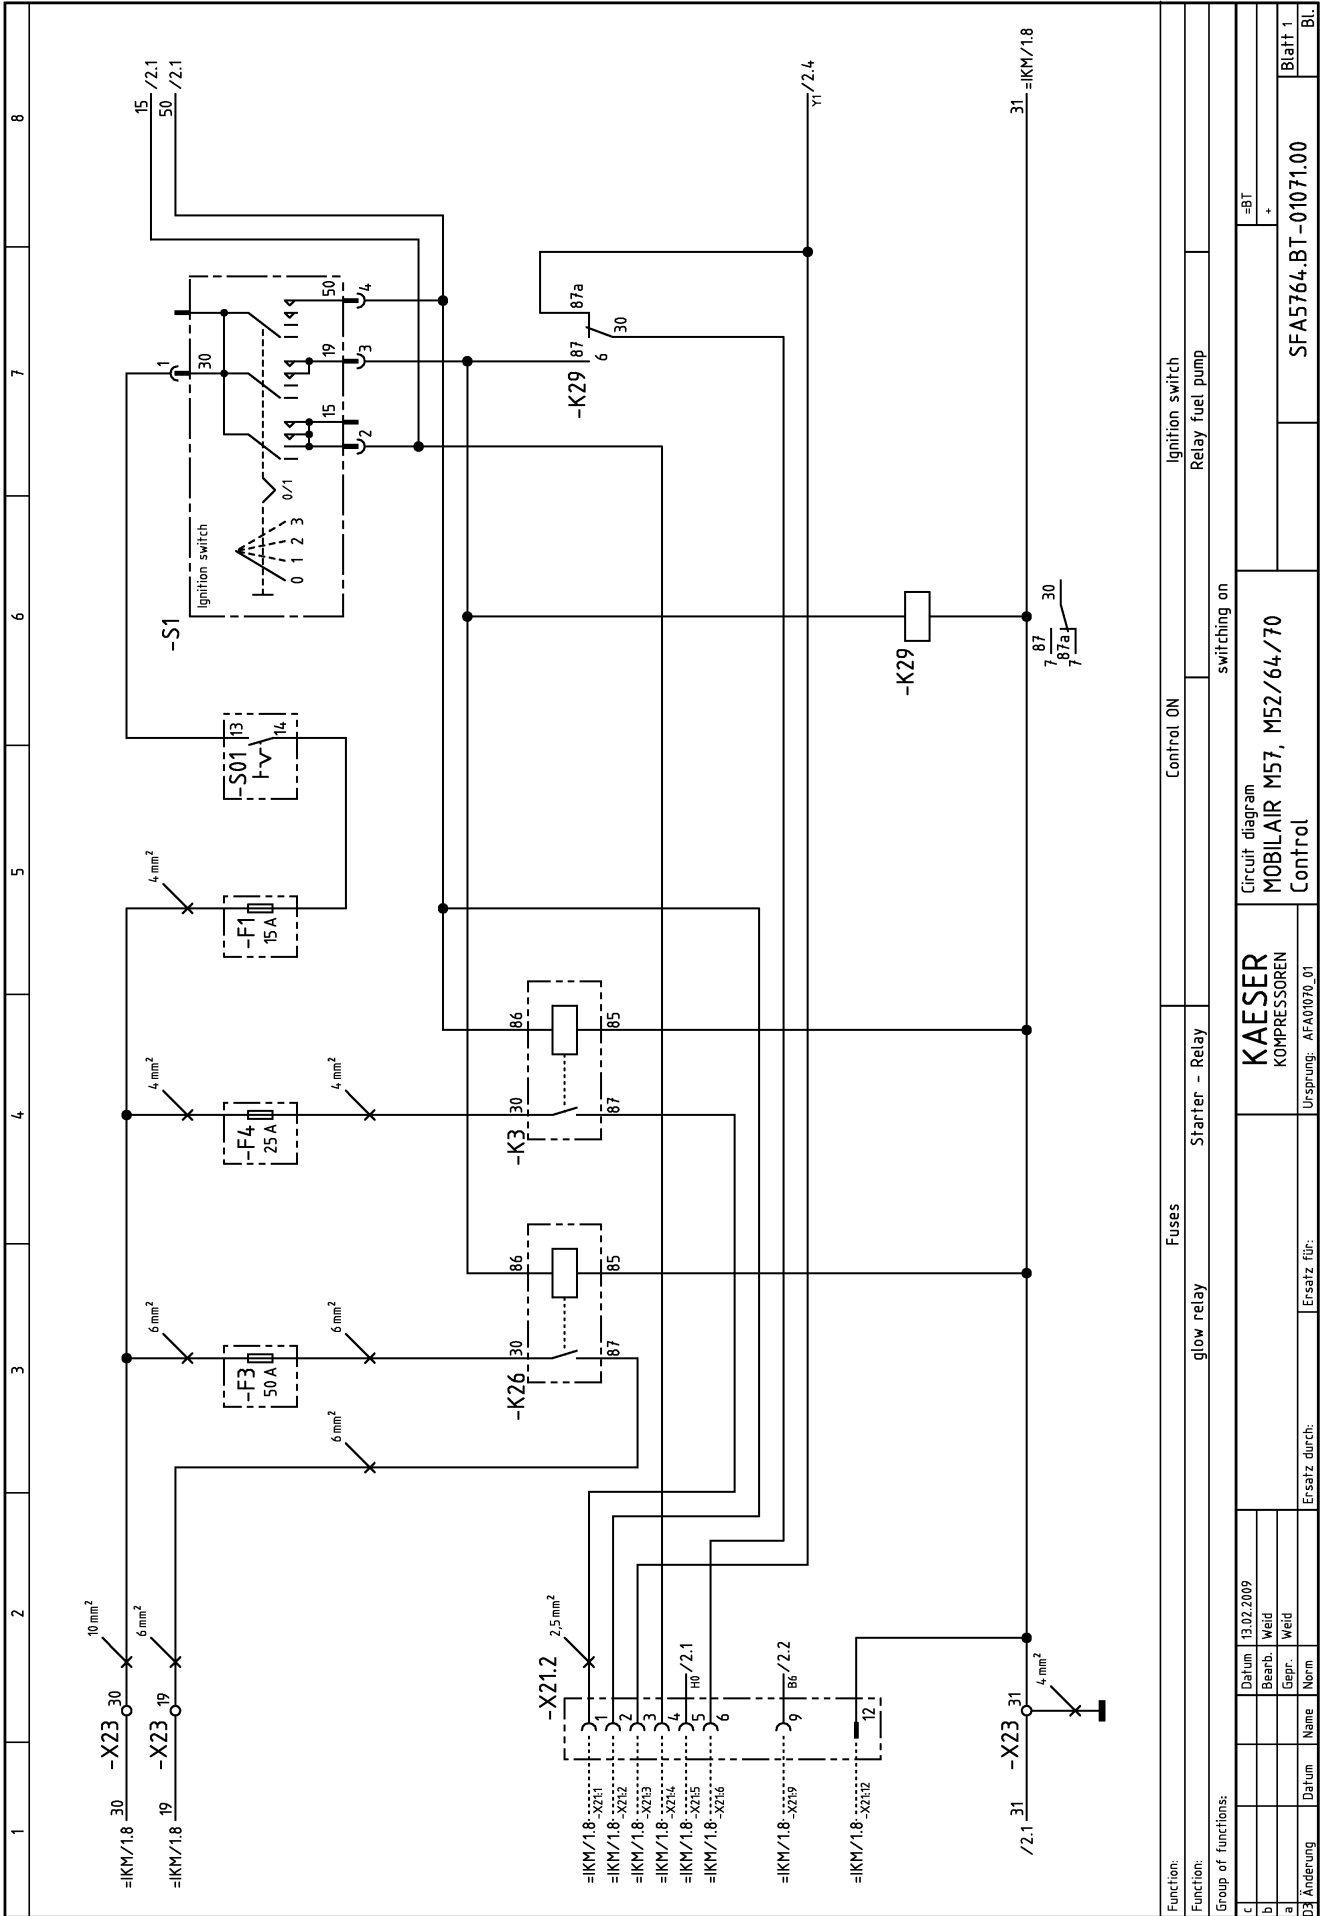 1 2 3 4 5 6 7 8
=IKM/1.8 30 -X23 30 10 mm²
=IKM/1.8 19 -X23 19 6 mm²
15 /2.1
50 /2.1
6 mm²
-F3
50 A
6 mm²
6 mm²
4 mm²
-F4
25 A
4 mm²
4 mm²
-F1
15 A
-S01
13
14
-S1
Ignition switch
0 1 2 3
0/1
1
30
15
19
50
2
3
4
-K26
30
87
86
85
-K3
30
87
86
85
-K29
87
6
87a
30
-X21.2
2,5 mm²
=IKM/1.8 -X21:1 1
=IKM/1.8 -X21:2 2
=IKM/1.8 -X21:3 3
=IKM/1.8 -X21:4 4
=IKM/1.8 -X21:5 5 H0 /2.1
=IKM/1.8 -X21:6 6
=IKM/1.8 -X21:9 9 B6 /2.2
=IKM/1.8 -X21:12 12
Y1 /2.4
-K29
/2.1 31 -X23 31
4 mm²
31 =IKM/1.8
87
7
87a
7
30
Function: Fuses Control ON Ignition switch
Function: glow relay Starter - Relay Relay fuel pump
Group of functions: switching on
c
b
a
D3 Änderung Datum Name
Datum 13.02.2009
Bearb. Weid
Gepr. Weid
Norm
Ersatz durch: Ersatz für:
KAESER
KOMPRESSOREN
Ursprung: AFA01070_01
Circuit diagram
MOBILAIR M57, M52/64/70
Control
=BT
+
SFA5764.BT-01071.00
Blatt 1
Bl.